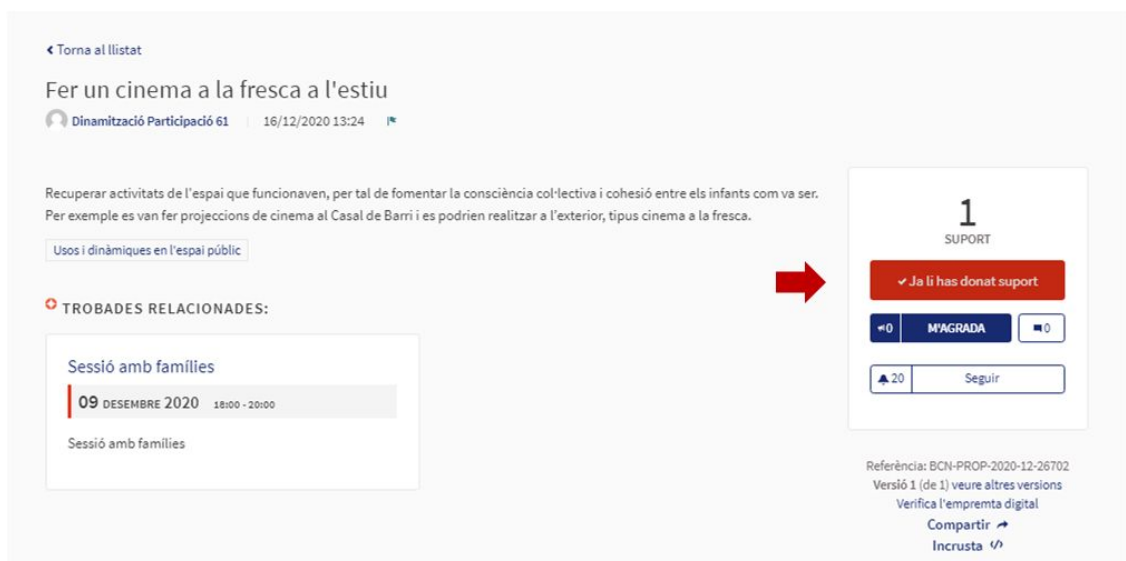 Torna al llistat
Fer un cinema a la fresca a l'estiu
Dinamització Participació 61
16/12/2020 13:24
Recuperar activitats de l'espai que funcionaven, per tal de fomentar la consciència col·lectiva i cohesió entre els infants com va ser.
Per exemple es van fer projeccions de cinema al Casal de Barri i es podrien realitzar a l'exterior, tipus cinema a la fresca.
Usos i dinàmiques en l'espai públic
TROBADES RELACIONADES:
Sessió amb famílies
09 DESEMBRE 2020 18:00 - 20:00
Sessió amb famílies
1
SUPORT
Ja li has donat suport
0 M'AGRADA 0
20 Seguir
Referència: BCN-PROP-2020-12-26702
Versió 1 (de 1) veure altres versions
Verifica l'empremta digital
Compartir
Incrusta